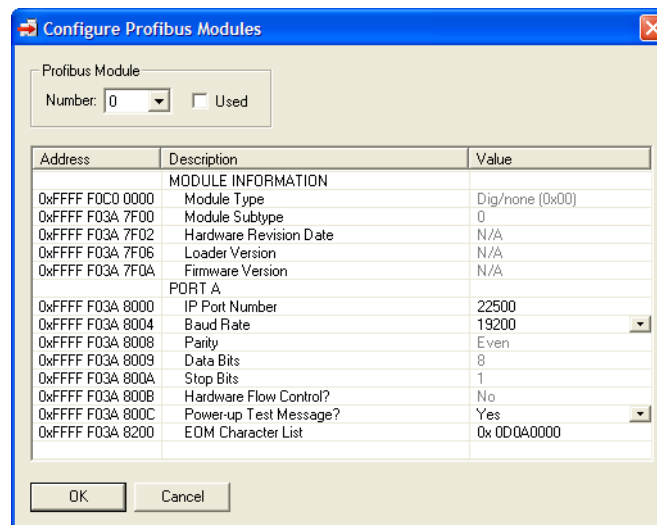 Configure Profibus Modules
Profibus Module
Number: 0 Used
Address Description Value
MODULE INFORMATION
0xFFFF F0C0 0000 Module Type Dig/none (0x00)
0xFFFF F03A 7F00 Module Subtype 0
0xFFFF F03A 7F02 Hardware Revision Date N/A
0xFFFF F03A 7F06 Loader Version N/A
0xFFFF F03A 7F0A Firmware Version N/A
PORT A
0xFFFF F03A 8000 IP Port Number 22500
0xFFFF F03A 8004 Baud Rate 19200
0xFFFF F03A 8008 Parity Even
0xFFFF F03A 8009 Data Bits 8
0xFFFF F03A 800A Stop Bits 1
0xFFFF F03A 800B Hardware Flow Control? No
0xFFFF F03A 800C Power-up Test Message? Yes
0xFFFF F03A 8200 EOM Character List 0x 0D0A0000
OK Cancel